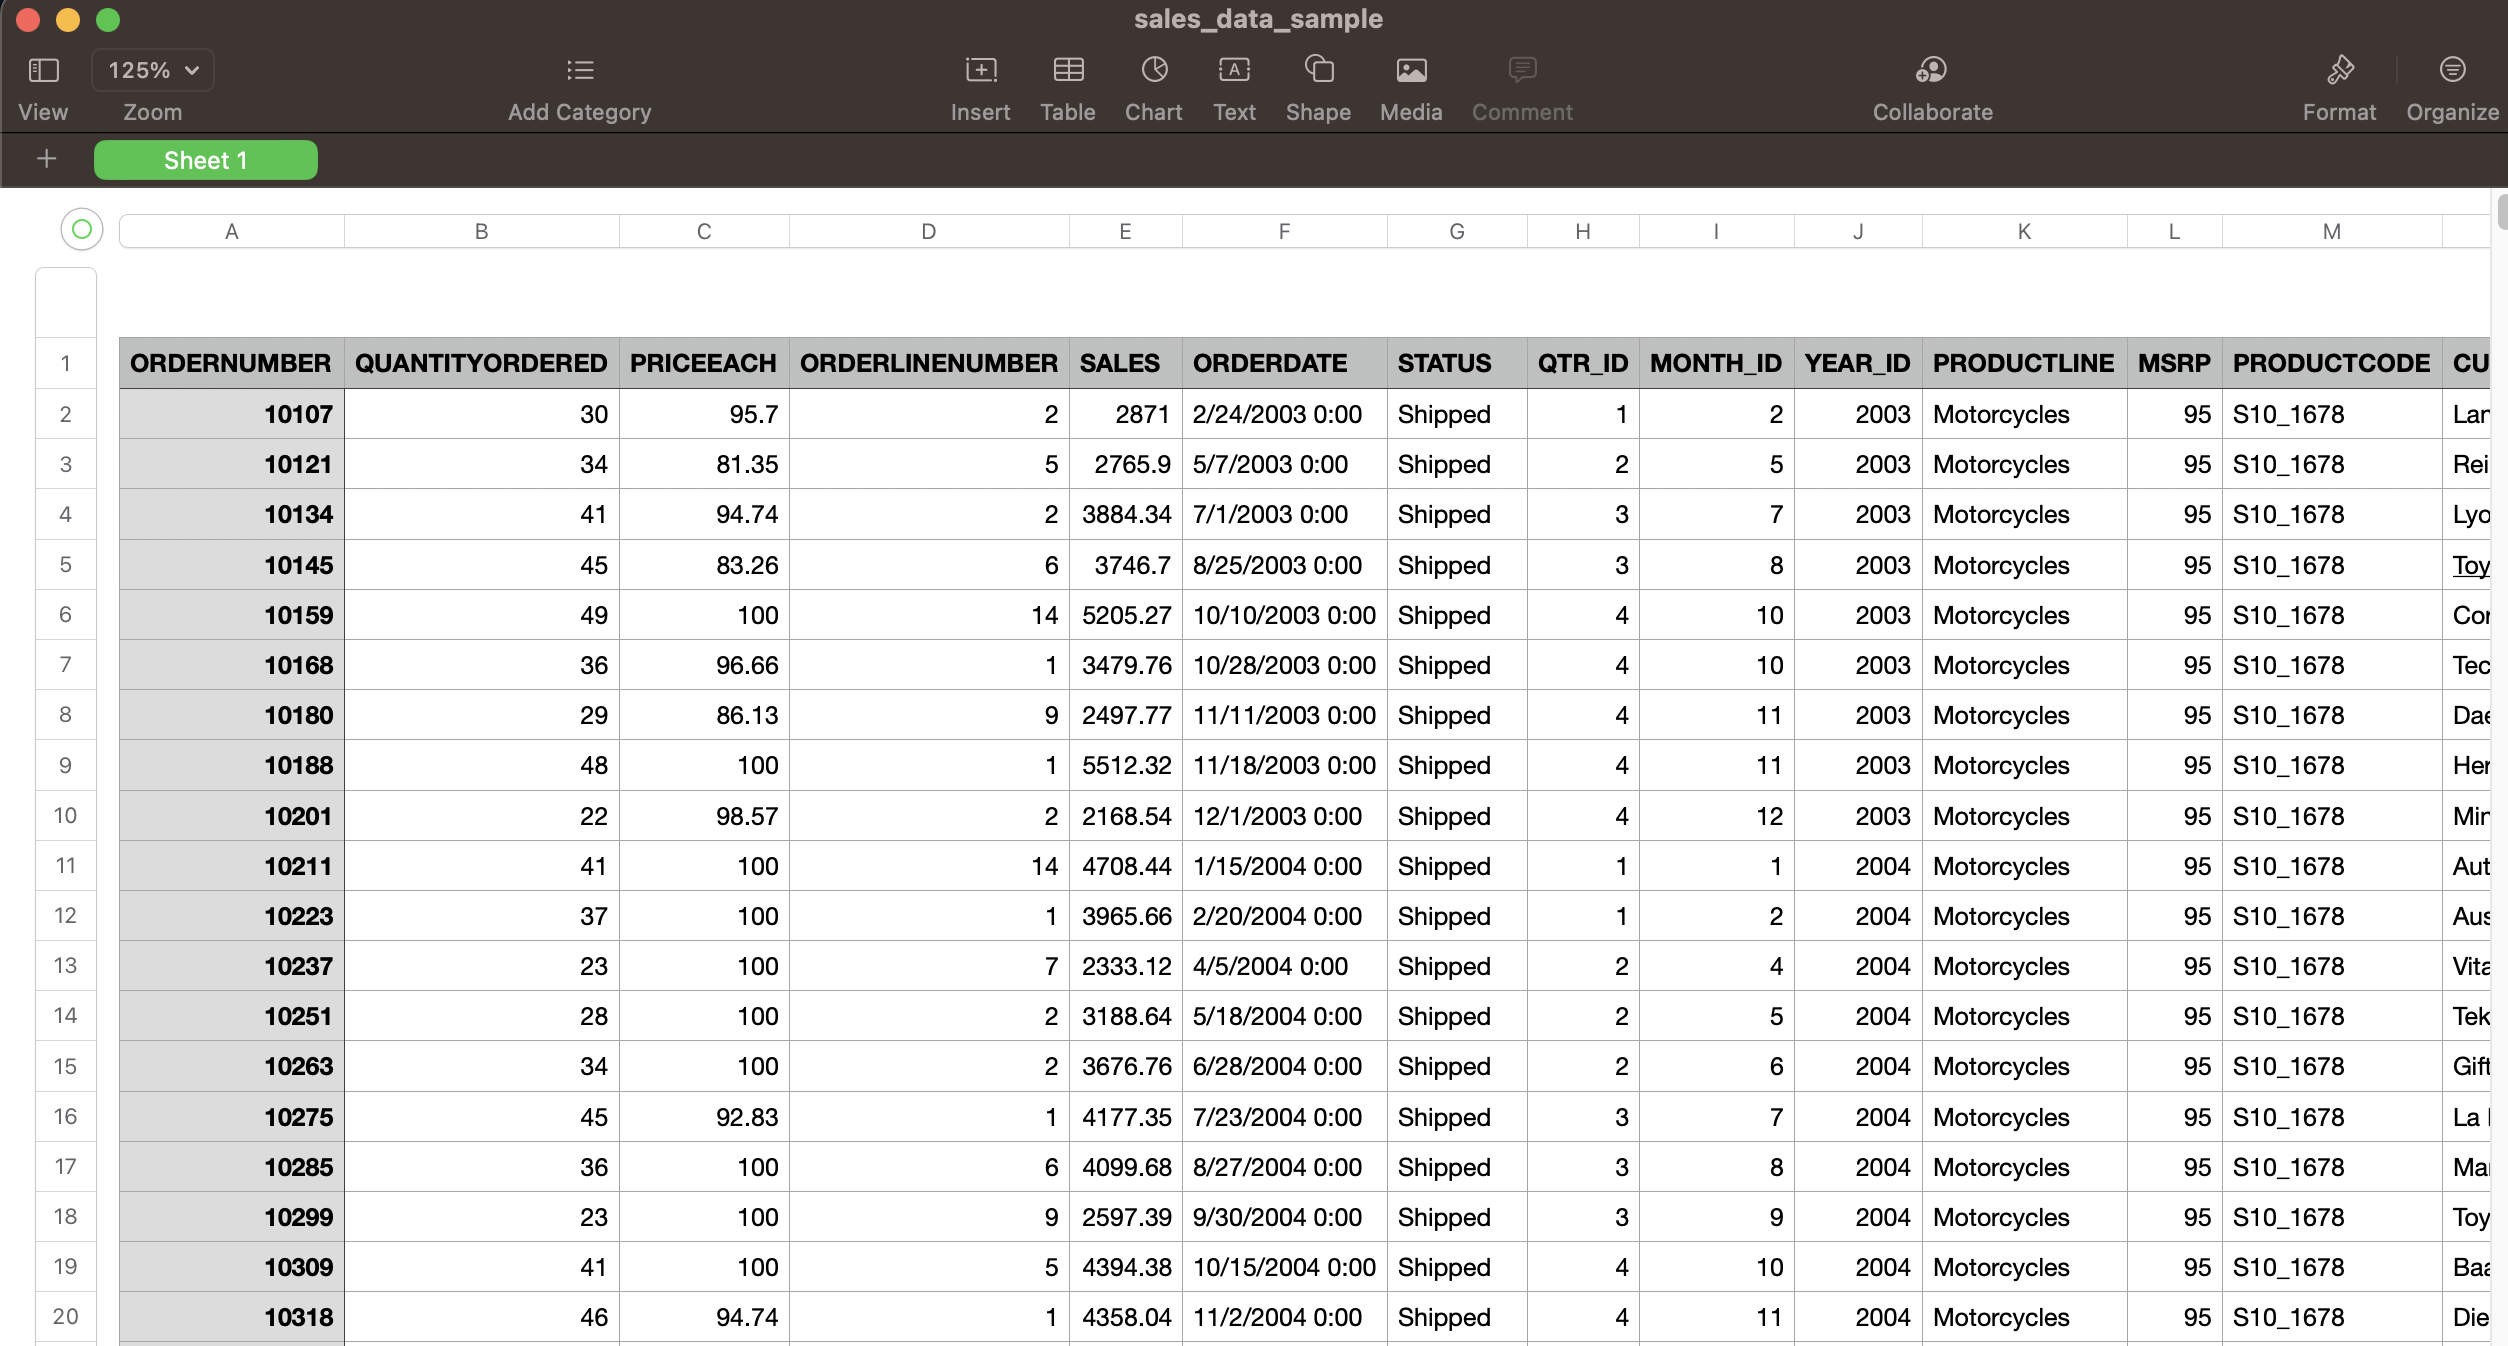 sales_data_sample
125%
View Zoom Add Category Insert Table Chart Text Shape Media Comment Collaborate Format Organize
+ Sheet 1
A B C D E F G H I J K L M
1 ORDERNUMBER QUANTITYORDERED PRICEEACH ORDERLINENUMBER SALES ORDERDATE STATUS QTR_ID MONTH_ID YEAR_ID PRODUCTLINE MSRP PRODUCTCODE CU
2 10107 30 95.7 2 2871 2/24/2003 0:00 Shipped 1 2 2003 Motorcycles 95 S10_1678 Lan
3 10121 34 81.35 5 2765.9 5/7/2003 0:00 Shipped 2 5 2003 Motorcycles 95 S10_1678 Rei
4 10134 41 94.74 2 3884.34 7/1/2003 0:00 Shipped 3 7 2003 Motorcycles 95 S10_1678 Lyo
5 10145 45 83.26 6 3746.7 8/25/2003 0:00 Shipped 3 8 2003 Motorcycles 95 S10_1678 Toy
6 10159 49 100 14 5205.27 10/10/2003 0:00 Shipped 4 10 2003 Motorcycles 95 S10_1678 Cor
7 10168 36 96.66 1 3479.76 10/28/2003 0:00 Shipped 4 10 2003 Motorcycles 95 S10_1678 Tec
8 10180 29 86.13 9 2497.77 11/11/2003 0:00 Shipped 4 11 2003 Motorcycles 95 S10_1678 Dae
9 10188 48 100 1 5512.32 11/18/2003 0:00 Shipped 4 11 2003 Motorcycles 95 S10_1678 Her
10 10201 22 98.57 2 2168.54 12/1/2003 0:00 Shipped 4 12 2003 Motorcycles 95 S10_1678 Min
11 10211 41 100 14 4708.44 1/15/2004 0:00 Shipped 1 1 2004 Motorcycles 95 S10_1678 Aut
12 10223 37 100 1 3965.66 2/20/2004 0:00 Shipped 1 2 2004 Motorcycles 95 S10_1678 Aus
13 10237 23 100 7 2333.12 4/5/2004 0:00 Shipped 2 4 2004 Motorcycles 95 S10_1678 Vita
14 10251 28 100 2 3188.64 5/18/2004 0:00 Shipped 2 5 2004 Motorcycles 95 S10_1678 Tek
15 10263 34 100 2 3676.76 6/28/2004 0:00 Shipped 2 6 2004 Motorcycles 95 S10_1678 Gift
16 10275 45 92.83 1 4177.35 7/23/2004 0:00 Shipped 3 7 2004 Motorcycles 95 S10_1678 La
17 10285 36 100 6 4099.68 8/27/2004 0:00 Shipped 3 8 2004 Motorcycles 95 S10_1678 Mar
18 10299 23 100 9 2597.39 9/30/2004 0:00 Shipped 3 9 2004 Motorcycles 95 S10_1678 Toy
19 10309 41 100 5 4394.38 10/15/2004 0:00 Shipped 4 10 2004 Motorcycles 95 S10_1678 Baa
20 10318 46 94.74 1 4358.04 11/2/2004 0:00 Shipped 4 11 2004 Motorcycles 95 S10_1678 Die